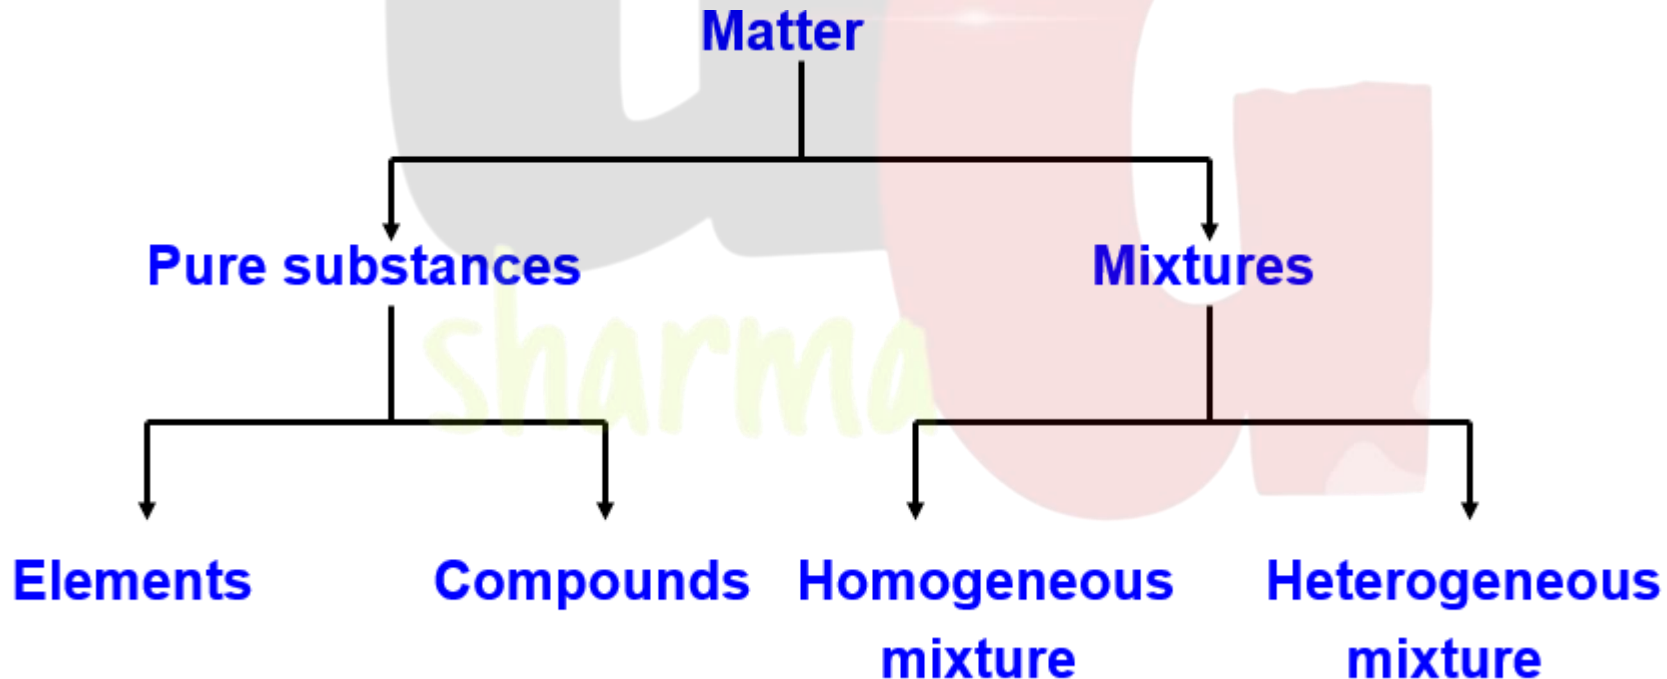 Matter
Pure substances
Mixtures
sharma
Elements
Compounds
Homogeneous
mixture
Heterogeneous
mixture